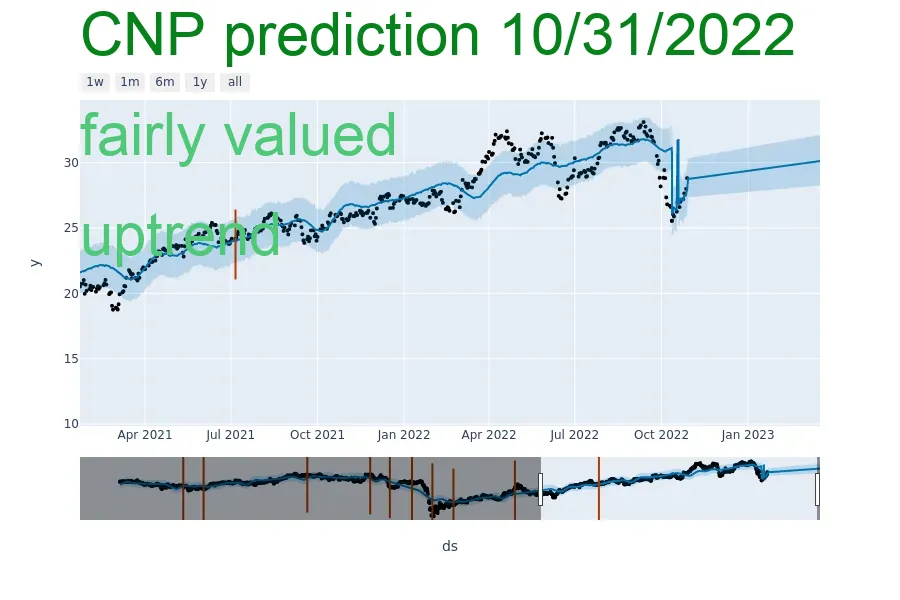 CNP prediction 10/31/2022
1w 1m 6m 1y all
fairly valued
30
uptrend
25
y
20
15
10
Apr 2021 Jul 2021 Oct 2021 Jan 2022 Apr 2022 Jul 2022 Oct 2022 Jan 2023
ds